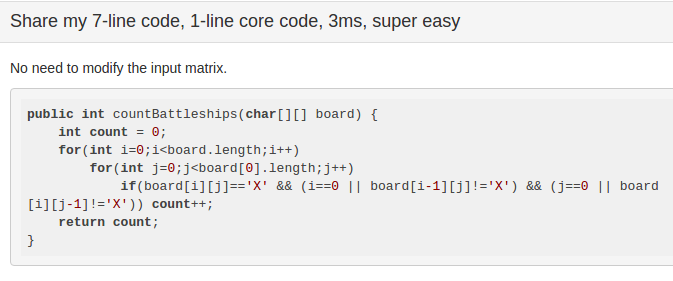 Share my 7-line code, 1-line core code, 3ms, super easy
No need to modify the input matrix.
public int countBattleships(char[][] board) {
    int count = 0;
    for(int i=0;i<board.length;i++)
        for(int j=0;j<board[0].length;j++)
            if(board[i][j]=='X' && (i==0 || board[i-1][j]!='X') && (j==0 || board
[i][j-1]!='X')) count++;
    return count;
}